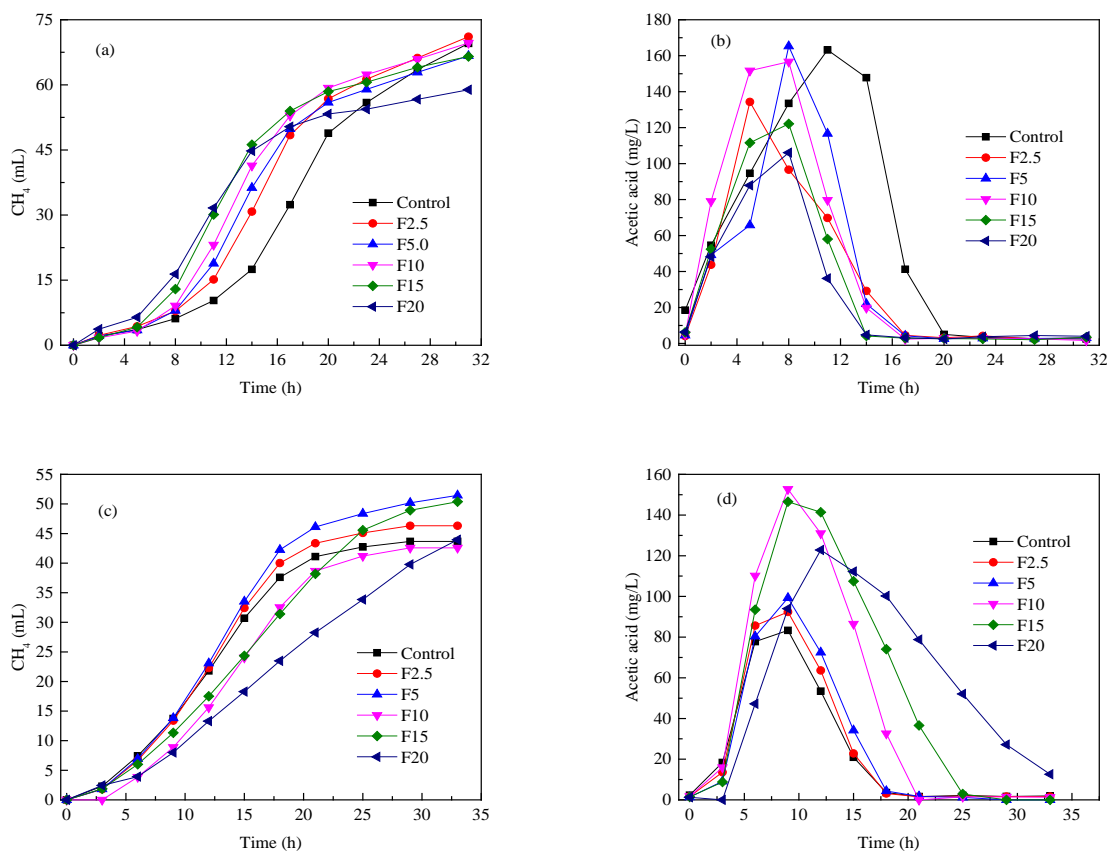 75
60
45
30
15
0
CH4 (mL)
(a)
Control
F2.5
F5.0
F10
F15
F20
0 4 8 12 16 20 24 28 32
Time (h)
180
160
140
120
100
80
60
40
20
0
Acetic acid (mg/L)
(b)
Control
F2.5
F5
F10
F15
F20
0 4 8 12 16 20 24 28 32
Time (h)
55
50
45
40
35
30
25
20
15
10
5
0
CH4 (mL)
(c)
Control
F2.5
F5
F10
F15
F20
0 5 10 15 20 25 30 35
Time (h)
160
140
120
100
80
60
40
20
0
Acetic acid (mg/L)
(d)
Control
F2.5
F5
F10
F15
F20
0 5 10 15 20 25 30 35
Time (h)